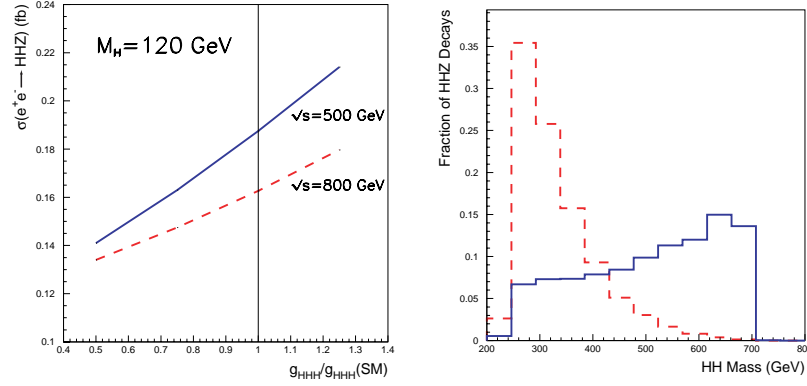 σ(e⁺e⁻ → HHZ) (fb)
M_H=120 GeV
√s=500 GeV
√s=800 GeV
0.1
0.12
0.14
0.16
0.18
0.2
0.22
0.24
0.4 0.5 0.6 0.7 0.8 0.9 1 1.1 1.2 1.3 1.4
g_HHH/g_HHH(SM)
Fraction of HHZ Decays
0
0.05
0.1
0.15
0.2
0.25
0.3
0.35
200 300 400 500 600 700 800
HH Mass (GeV)